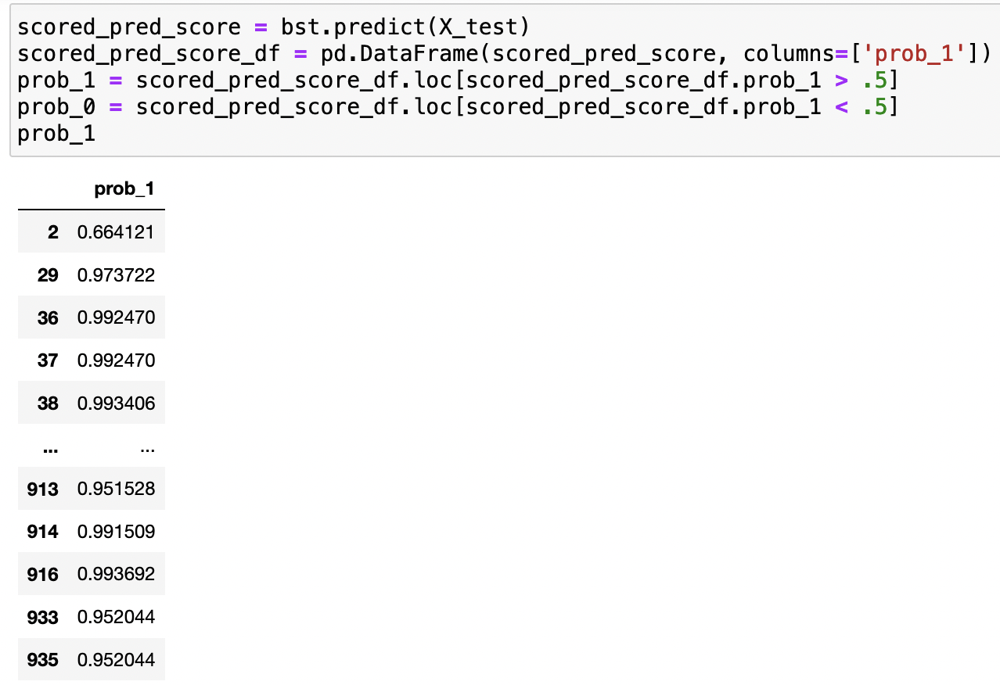 scored_pred_score = bst.predict(X_test)
scored_pred_score_df = pd.DataFrame(scored_pred_score, columns=['prob_1'])
prob_1 = scored_pred_score_df.loc[scored_pred_score_df.prob_1 > .5]
prob_0 = scored_pred_score_df.loc[scored_pred_score_df.prob_1 < .5]
prob_1
prob_1
2 0.664121
29 0.973722
36 0.992470
37 0.992470
38 0.993406
... ...
913 0.951528
914 0.991509
916 0.993692
933 0.952044
935 0.952044